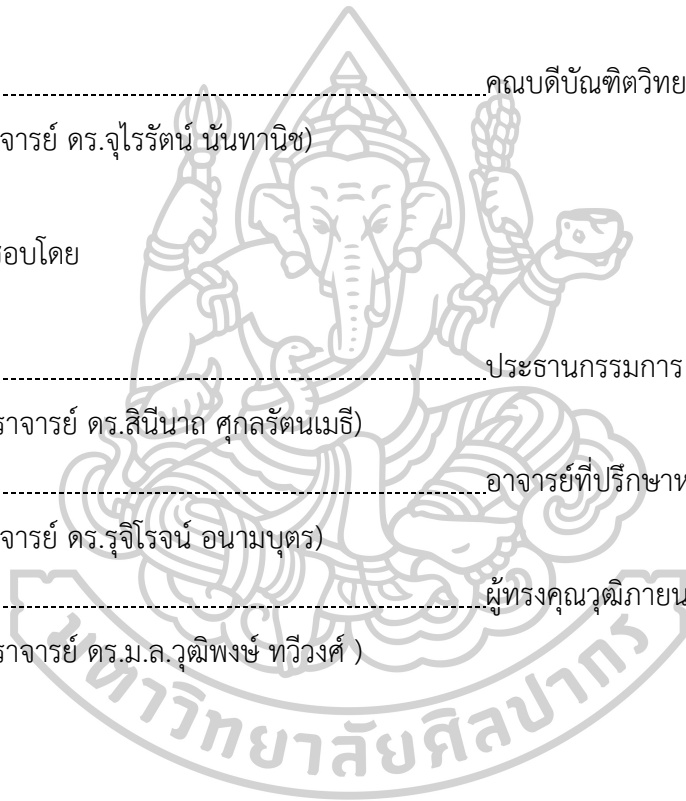 คณบดีบัณฑิตวิทย
จารย์ ดร.จุไรรัตน์ นันทานิช)
อบโดย
ประธานกรรมการ
าจารย์ ดร.สินีนาถ ศุกลรัตนเมธี)
อาจารย์ที่ปรึกษาห
จารย์ ดร.รุจิโรจน์ อนามบุตร)
ผู้ทรงคุณวุฒิภายน
าจารย์ ดร.ม.ล.วุฒิพงษ์ ทวีวงศ์ )
มหาวิทยาลัยศิลปากร